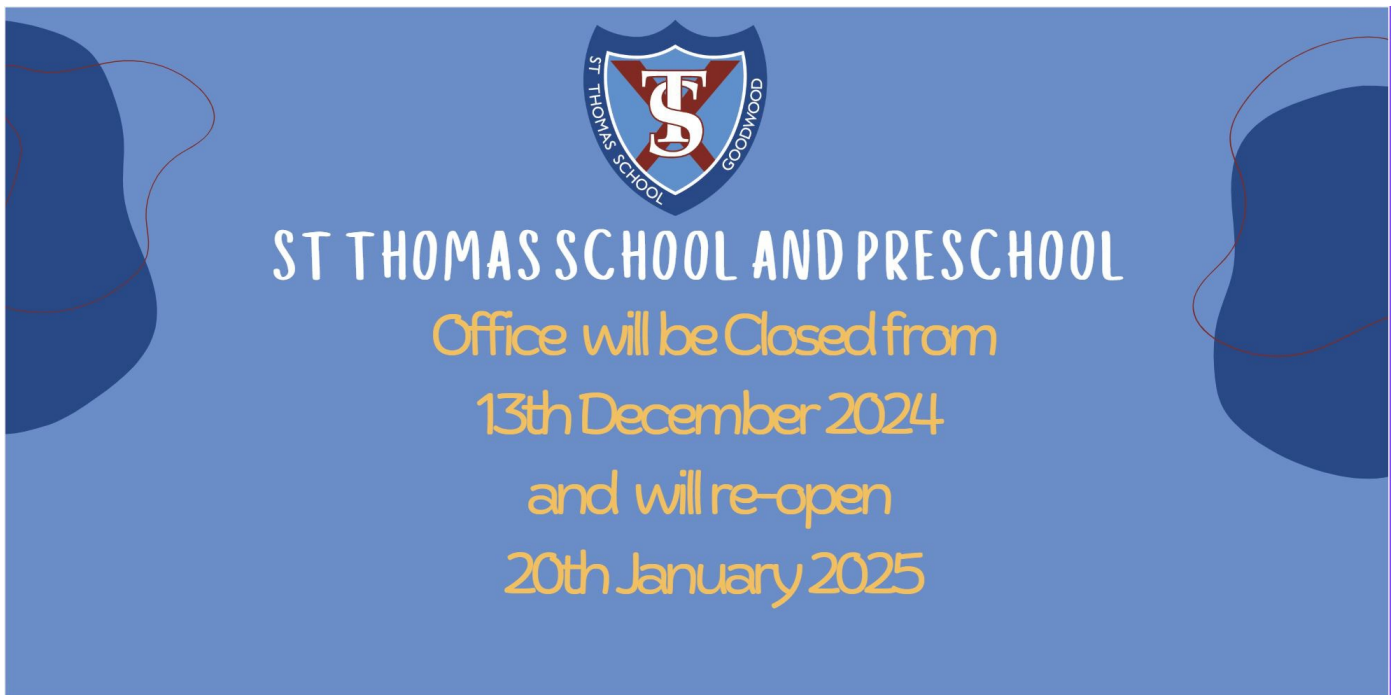 ST THOMAS SCHOOL
GOODWOOD
TS
ST THOMAS SCHOOL AND PRESCHOOL
Office will be Closed from
13th December 2024
and will re-open
20th January 2025